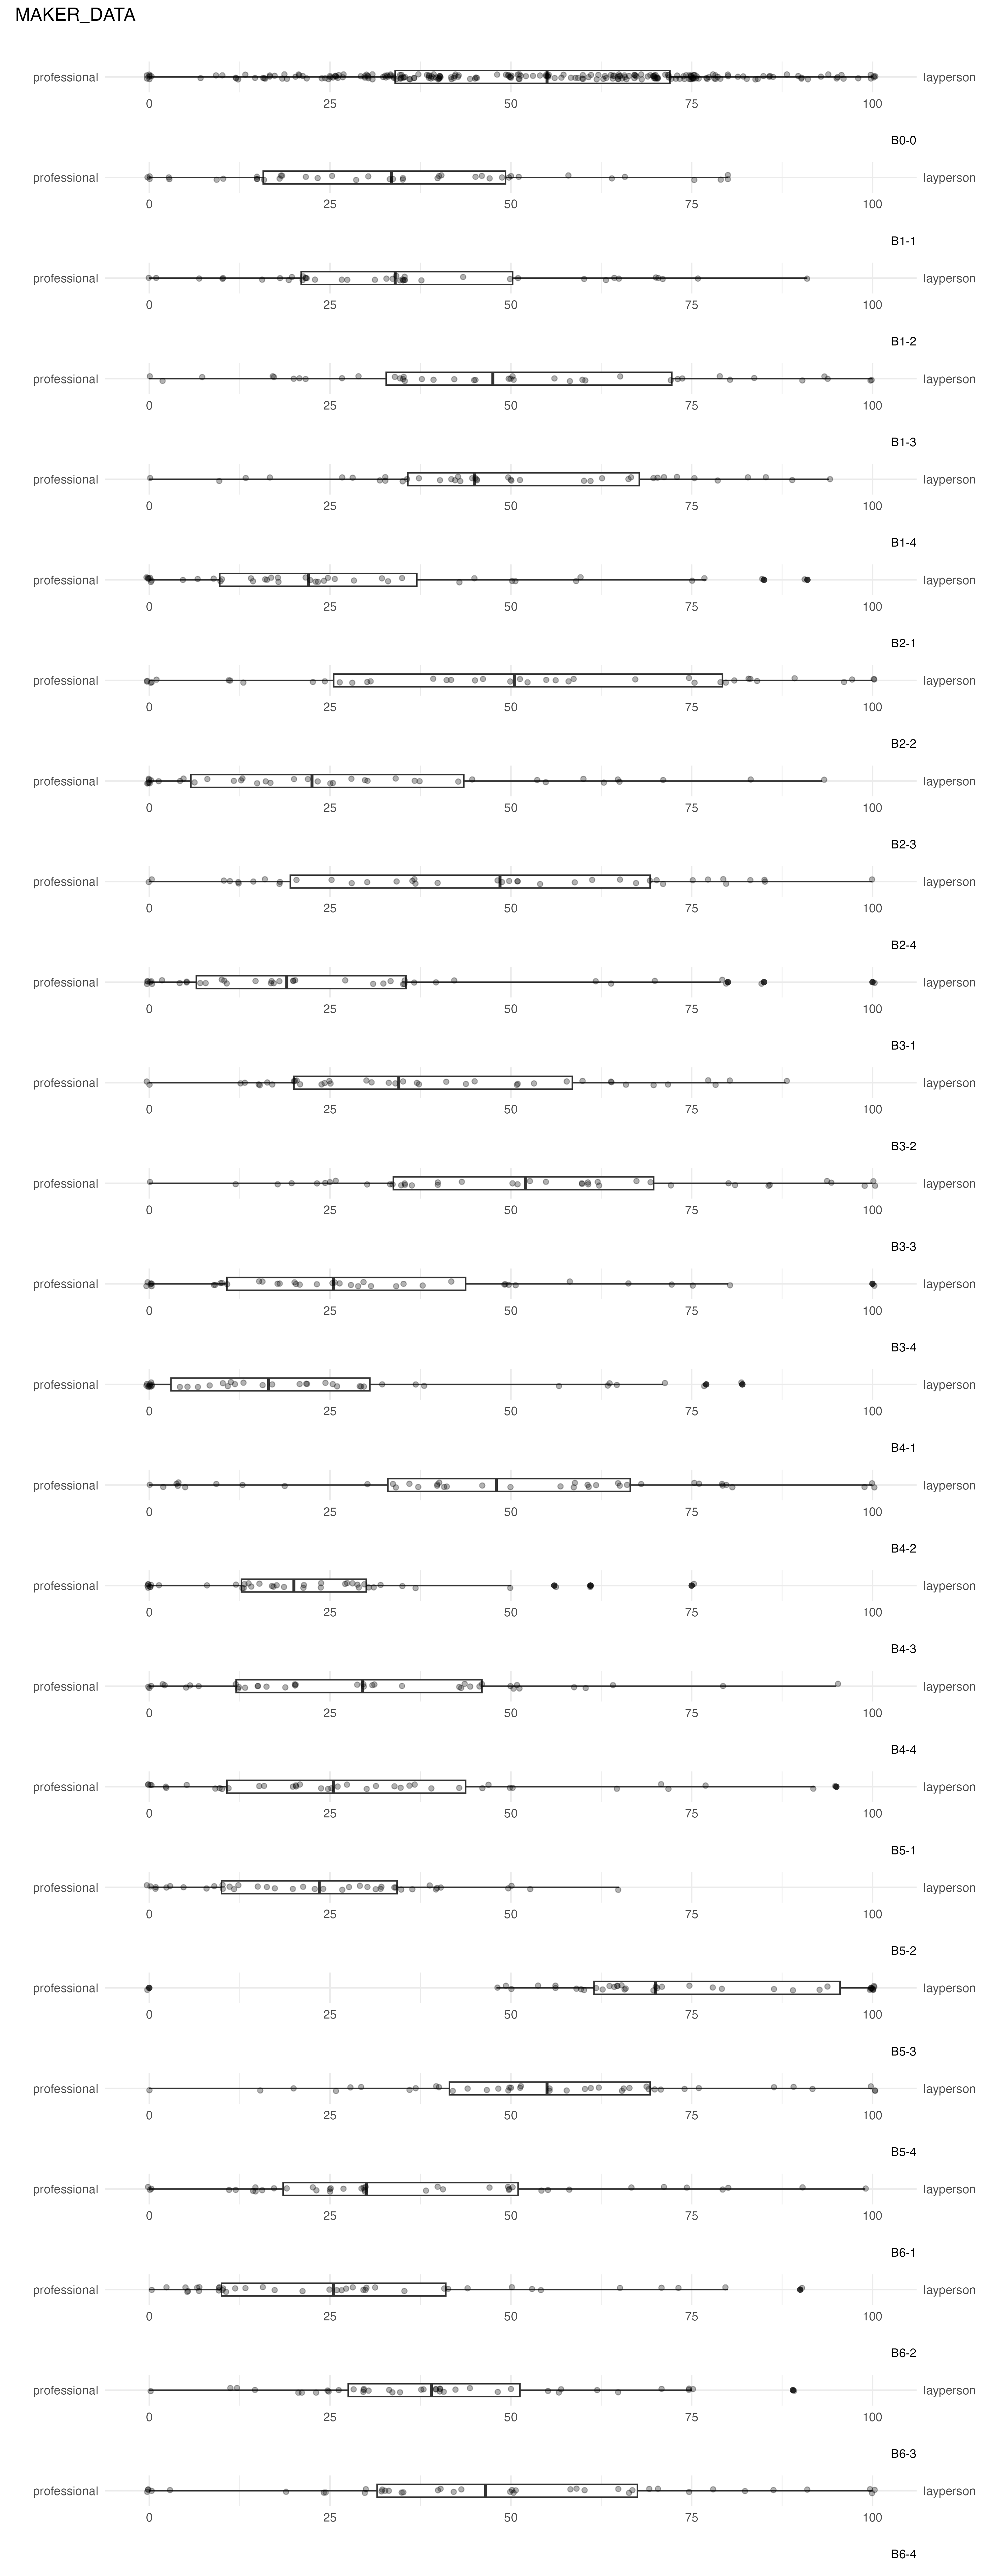 MAKER_DATA
professional layperson
0 25 50 75 100
B0-0
professional layperson
0 25 50 75 100
B1-1
professional layperson
0 25 50 75 100
B1-2
professional layperson
0 25 50 75 100
B1-3
professional layperson
0 25 50 75 100
B1-4
professional layperson
0 25 50 75 100
B2-1
professional layperson
0 25 50 75 100
B2-2
professional layperson
0 25 50 75 100
B2-3
professional layperson
0 25 50 75 100
B2-4
professional layperson
0 25 50 75 100
B3-1
professional layperson
0 25 50 75 100
B3-2
professional layperson
0 25 50 75 100
B3-3
professional layperson
0 25 50 75 100
B3-4
professional layperson
0 25 50 75 100
B4-1
professional layperson
0 25 50 75 100
B4-2
professional layperson
0 25 50 75 100
B4-3
professional layperson
0 25 50 75 100
B4-4
professional layperson
0 25 50 75 100
B5-1
professional layperson
0 25 50 75 100
B5-2
professional layperson
0 25 50 75 100
B5-3
professional layperson
0 25 50 75 100
B5-4
professional layperson
0 25 50 75 100
B6-1
professional layperson
0 25 50 75 100
B6-2
professional layperson
0 25 50 75 100
B6-3
professional layperson
0 25 50 75 100
B6-4